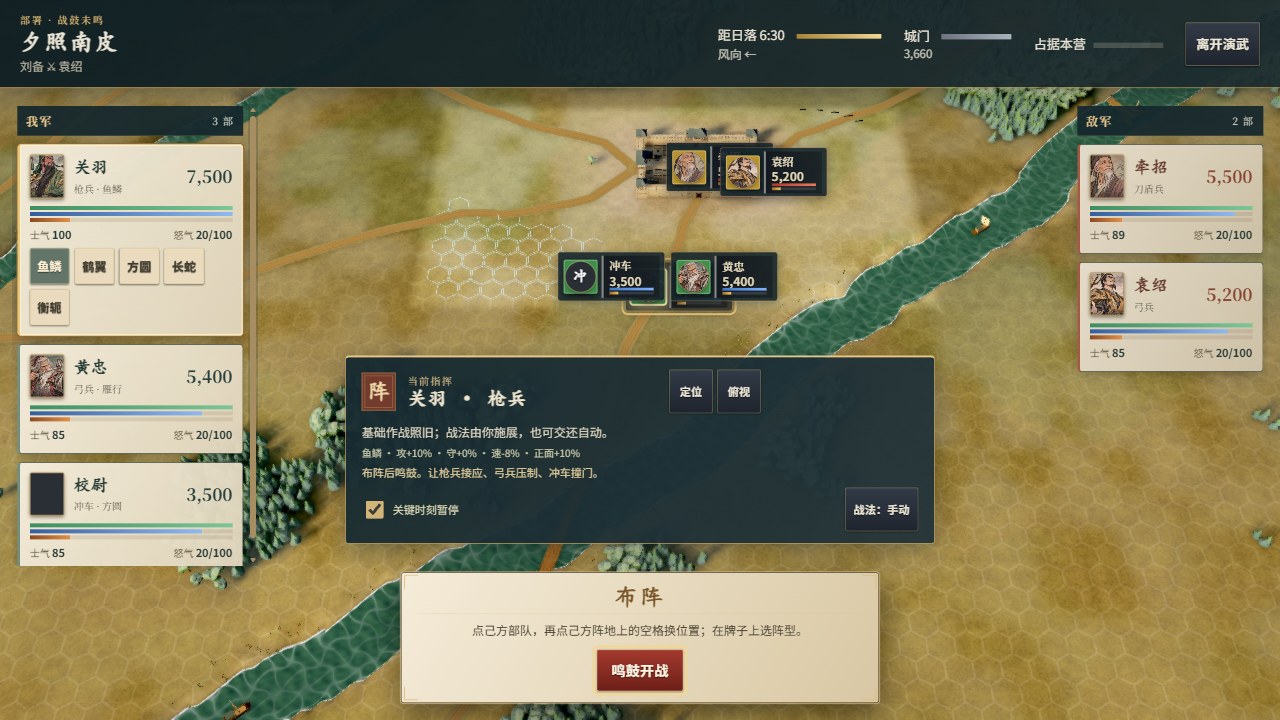 部署 · 战鼓未鸣
夕照南皮
刘备 ⚔ 袁绍
距日落 6:30
风向 ←
城门
3,660
占据本营
离开演武
我军
3 部
关羽
枪兵 · 鱼鳞
7,500
士气 100
怒气 20/100
鱼鳞
鹤翼
方圆
长蛇
衡轭
黄忠
弓兵 · 雁行
5,400
士气 85
怒气 20/100
校尉
冲车 · 方圆
3,500
士气 85
怒气 20/100
袁绍
5,200
冲
冲车
3,500
黄忠
5,400
敌军
2 部
牵招
刀盾兵
5,500
士气 89
怒气 20/100
袁绍
弓兵
5,200
士气 85
怒气 20/100
阵
当前指挥
关羽 • 枪兵
定位
俯视
基础作战照旧；战法由你施展，也可交还自动。
鱼鳞 · 攻+10% · 守+0% · 速-8% · 正面+10%
布阵后鸣鼓。让枪兵接应、弓兵压制、冲车撞门。
关键时刻暂停
战法：手动
布阵
点己方部队，再点己方阵地上的空格换位置；在牌子上选阵型。
鸣鼓开战